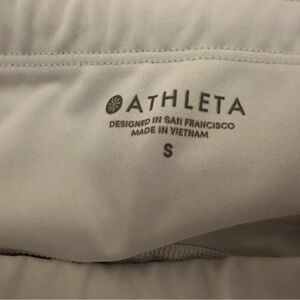 ATHLETA
DESIGNED IN SAN FRANCISCO
MADE IN VIETNAM
S